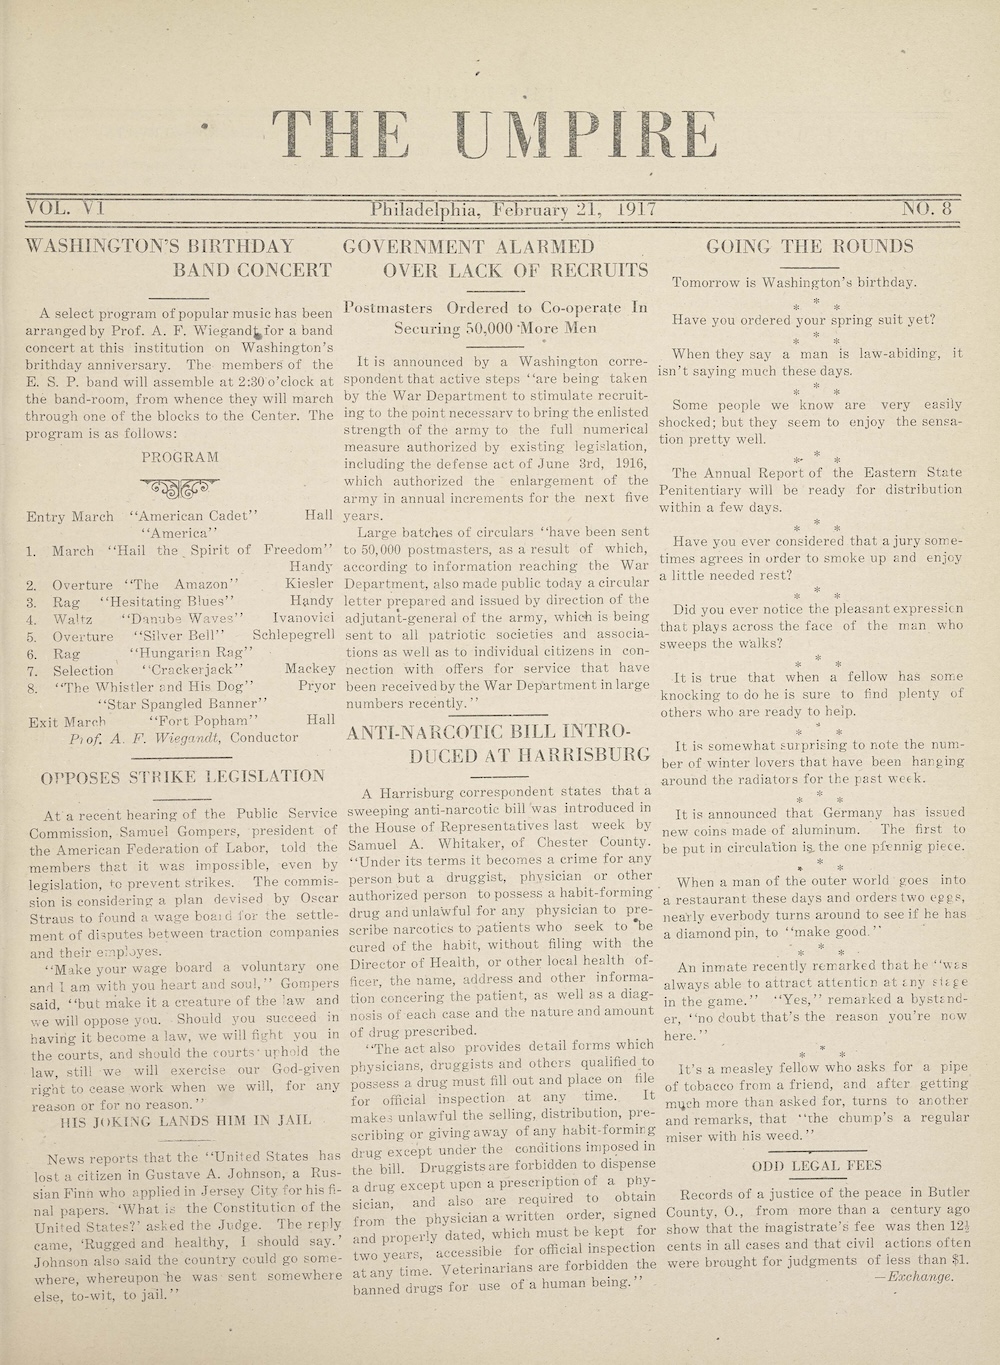 THE UMPIRE
VOL. VI
Philadelphia, February 21, 1917
NO. 8
WASHINGTON'S BIRTHDAY
BAND CONCERT
A select program of popular music has been
arranged by Prof. A. F. Wiegandt for a band
concert at this institution on Washington's
brithday anniversary. The members of the
E. S. P. band will assemble at 2:30 o'clock at
the band-room, from whence they will march
through one of the blocks to the Center. The
program is as follows:
PROGRAM
Entry March "American Cadet" Hall
"America"
1. March "Hail the Spirit of Freedom"
Handy
2. Overture "The Amazon" Kiesler
3. Rag "Hesitating Blues" Handy
4. Waltz "Danube Waves" Ivanovici
5. Overture "Silver Bell" Schlepegrell
6. Rag "Hungarian Rag"
7. Selection "Crackerjack" Mackey
8. "The Whistler and His Dog" Pryor
"Star Spangled Banner"
Exit March "Fort Popham" Hall
Prof. A. F. Wiegandt, Conductor
OPPOSES STRIKE LEGISLATION
At a recent hearing of the Public Service
Commission, Samuel Gompers, president of
the American Federation of Labor, told the
members that it was impossible, even by
legislation, to prevent strikes. The commis-
sion is considering a plan devised by Oscar
Straus to found a wage board for the settle-
ment of disputes between traction companies
and their employes.
"Make your wage board a voluntary one
and I am with you heart and soul," Gompers
said, "but make it a creature of the law and
we will oppose you. Should you succeed in
having it become a law, we will fight you in
the courts, and should the courts uphold the
law, still we will exercise our God-given
right to cease work when we will, for any
reason or for no reason."
HIS JOKING LANDS HIM IN JAIL
News reports that the "United States has
lost a citizen in Gustave A. Johnson, a Rus-
sian Finn who applied in Jersey City for his fi-
nal papers. 'What is the Constitution of the
United States?' asked the Judge. The reply
came, 'Rugged and healthy, I should say.'
Johnson also said the country could go some-
where, whereupon he was sent somewhere
else, to-wit, to jail."
GOVERNMENT ALARMED
OVER LACK OF RECRUITS
Postmasters Ordered to Co-operate In
Securing 50,000 More Men
It is announced by a Washington corre-
spondent that active steps "are being taken
by the War Department to stimulate recruit-
ing to the point necessary to bring the enlisted
strength of the army to the full numerical
measure authorized by existing legislation,
including the defense act of June 3rd, 1916,
which authorized the enlargement of the
army in annual increments for the next five
years.
Large batches of circulars "have been sent
to 50,000 postmasters, as a result of which,
according to information reaching the War
Department, also made public today a circular
letter prepared and issued by direction of the
adjutant-general of the army, which is being
sent to all patriotic societies and associa-
tions as well as to individual citizens in con-
nection with offers for service that have
been received by the War Department in large
numbers recently."
ANTI-NARCOTIC BILL INTRO-
DUCED AT HARRISBURG
A Harrisburg correspondent states that a
sweeping anti-narcotic bill was introduced in
the House of Representatives last week by
Samuel A. Whitaker, of Chester County.
"Under its terms it becomes a crime for any
person but a druggist, physician or other
authorized person to possess a habit-forming
drug and unlawful for any physician to pre-
scribe narcotics to patients who seek to be
cured of the habit, without filing with the
Director of Health, or other local health of-
ficer, the name, address and other informa-
tion concering the patient, as well as a diag-
nosis of each case and the nature and amount
of drug prescribed.
"The act also provides detail forms which
physicians, druggists and others qualified to
possess a drug must fill out and place on file
for official inspection at any time. It
makes unlawful the selling, distribution, pre-
scribing or giving away of any habit-forming
drug except under the conditions imposed in
the bill. Druggists are forbidden to dispense
a drug except upon a prescription of a phy-
sician, and also are required to obtain
from the physician a written order, signed
and properly dated, which must be kept for
two years, accessible for official inspection
at any time. Veterinarians are forbidden the
banned drugs for use of a human being."
GOING THE ROUNDS
Tomorrow is Washington's birthday.
* * *
Have you ordered your spring suit yet?
* * *
When they say a man is law-abiding, it
isn't saying much these days.
* * *
Some people we know are very easily
shocked; but they seem to enjoy the sensa-
tion pretty well.
* * *
The Annual Report of the Eastern State
Penitentiary will be ready for distribution
within a few days.
* * *
Have you ever considered that a jury some-
times agrees in order to smoke up and enjoy
a little needed rest?
* * *
Did you ever notice the pleasant expression
that plays across the face of the man who
sweeps the walks?
* * *
It is true that when a fellow has some
knocking to do he is sure to find plenty of
others who are ready to help.
* * *
It is somewhat surprising to note the num-
ber of winter lovers that have been hanging
around the radiators for the past week.
* * *
It is announced that Germany has issued
new coins made of aluminum. The first to
be put in circulation is the one pfennig piece.
* * *
When a man of the outer world goes into
a restaurant these days and orders two eggs,
nearly everbody turns around to see if he has
a diamond pin, to "make good."
* * *
An inmate recently remarked that he "was
always able to attract attention at any stage
in the game." "Yes," remarked a bystand-
er, "no doubt that's the reason you're now
here."
* * *
It's a measley fellow who asks for a pipe
of tobacco from a friend, and after getting
much more than asked for, turns to another
and remarks, that "the chump's a regular
miser with his weed."
ODD LEGAL FEES
Records of a justice of the peace in Butler
County, O., from more than a century ago
show that the magistrate's fee was then 12½
cents in all cases and that civil actions often
were brought for judgments of less than $1.
—Exchange.